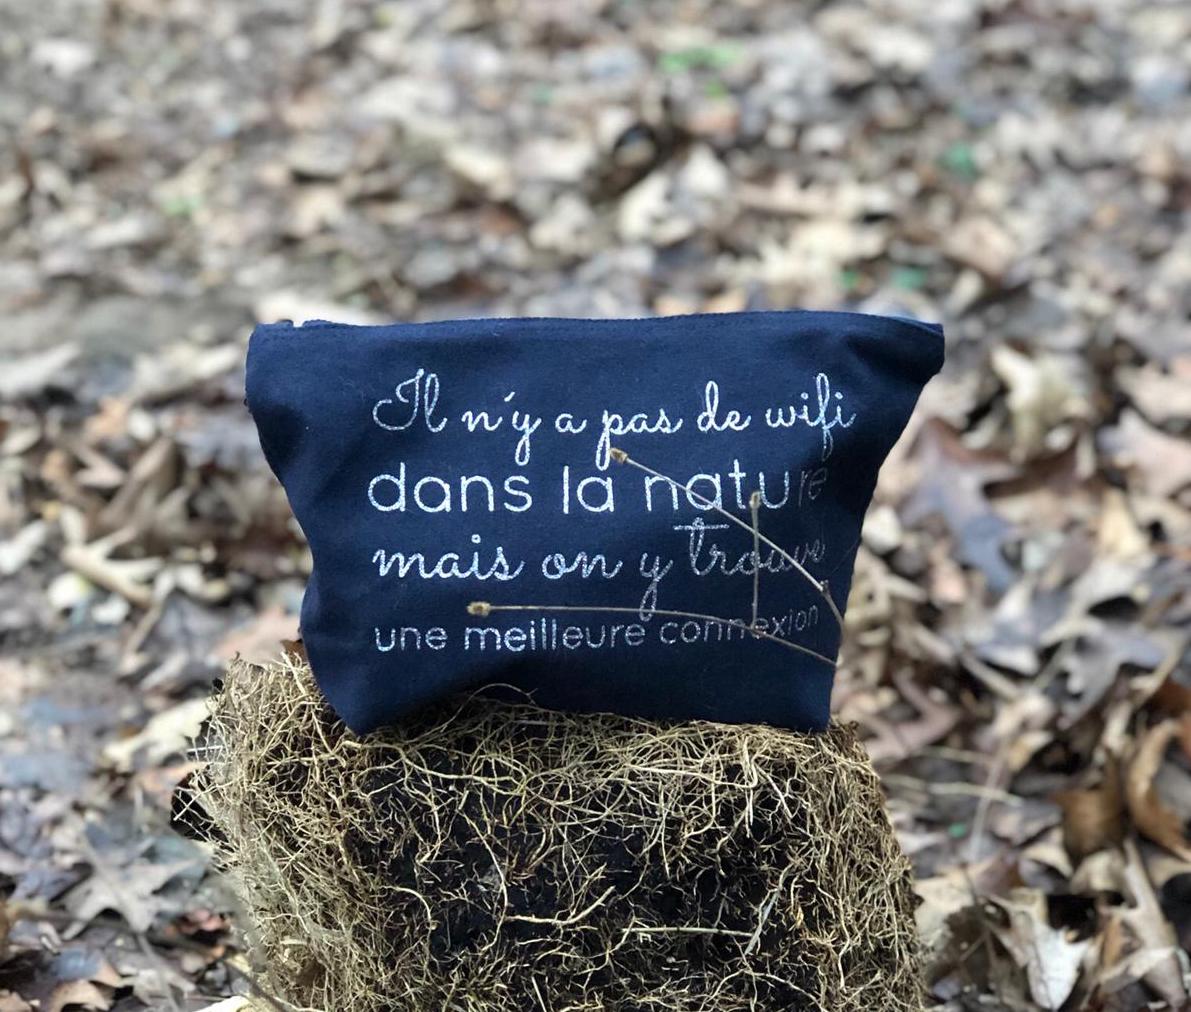 Il n'y a pas de wifi
dans la nature
mais on y trouve
une meilleure connexion